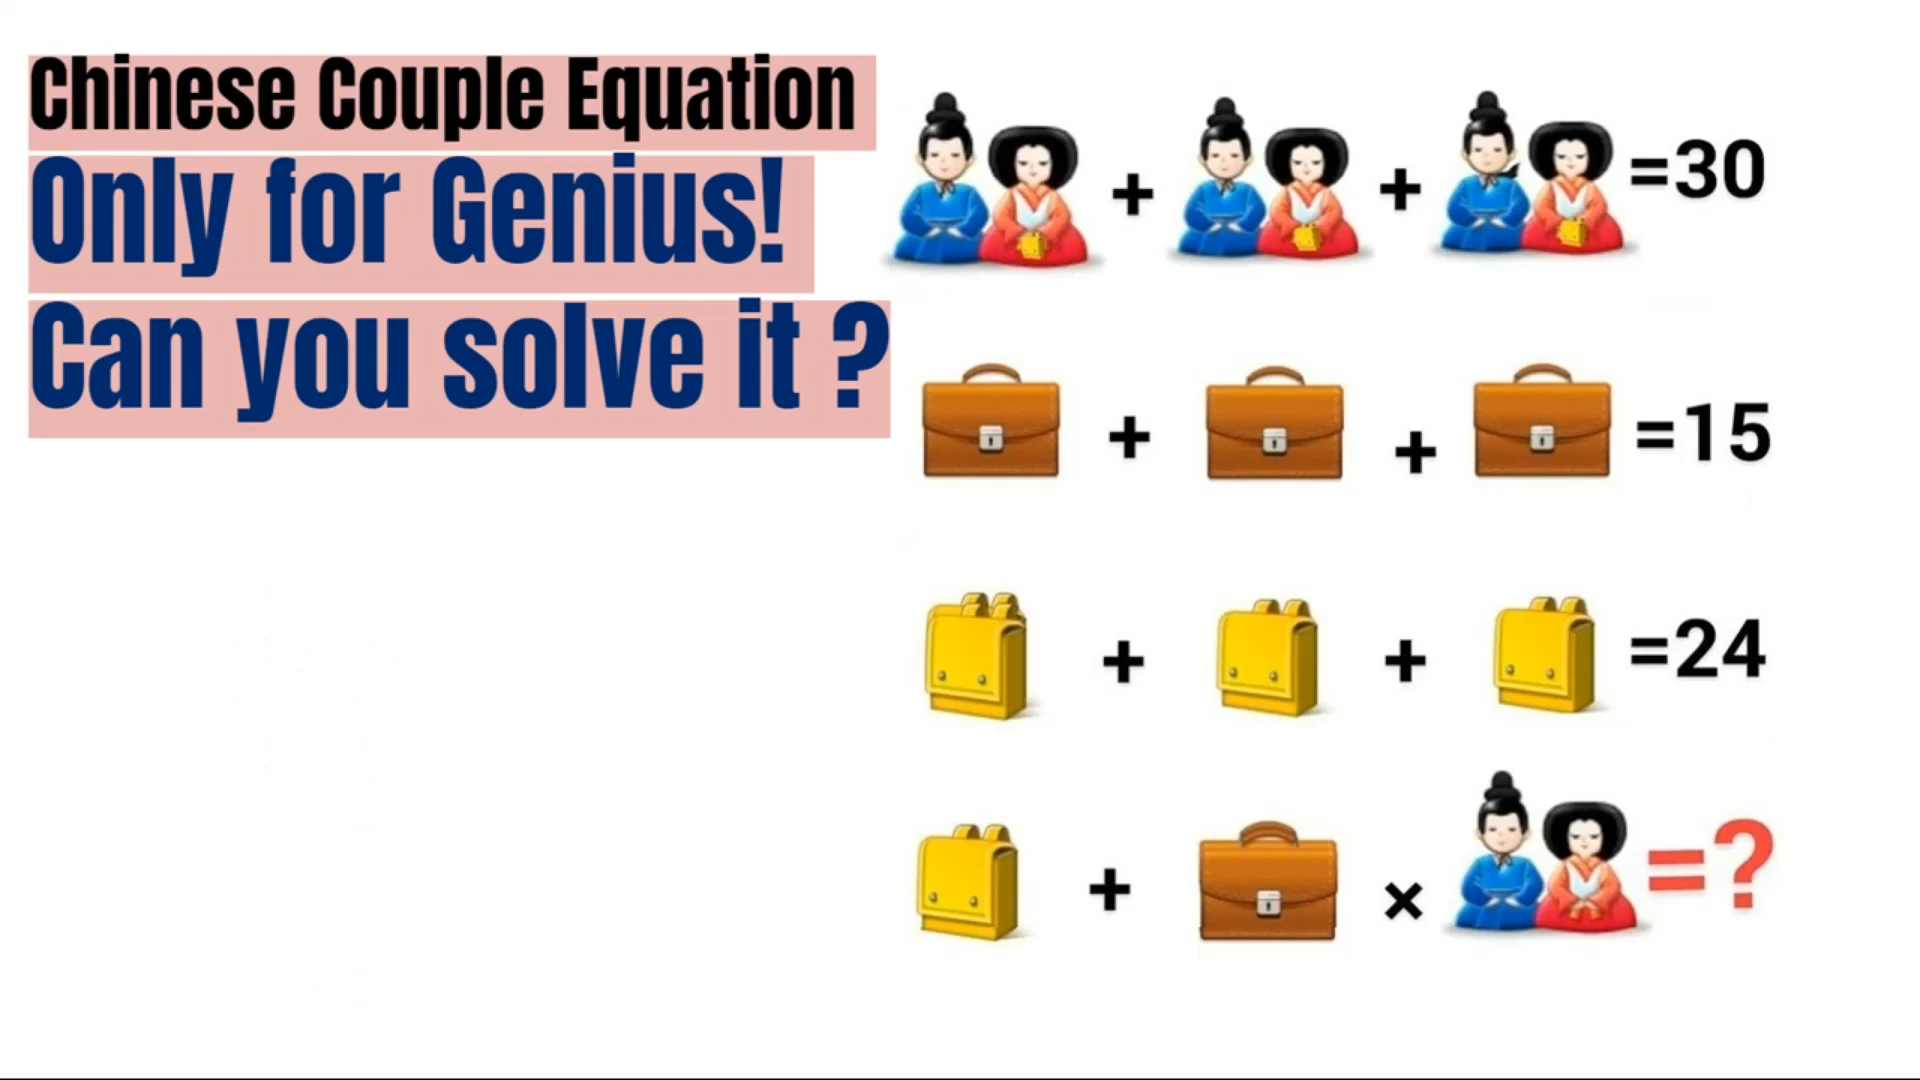 Chinese Couple Equation
Only for Genius!
Can you solve it ?
+ + =30
+ + =15
+ + =24
+ × =?